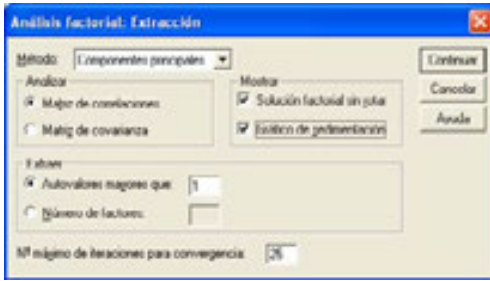 Análisis factorial: Extracción
Método: Componentes principales
Continuar
Analizar
Matriz de correlaciones
Matriz de covarianza
Mostrar
Solución factorial sin rotar
Gráfico de sedimentación
Cancelar
Ayuda
Extraer
Autovalores mayores que: 1
Número de factores:
Nº máximo de iteraciones para convergencia: 25